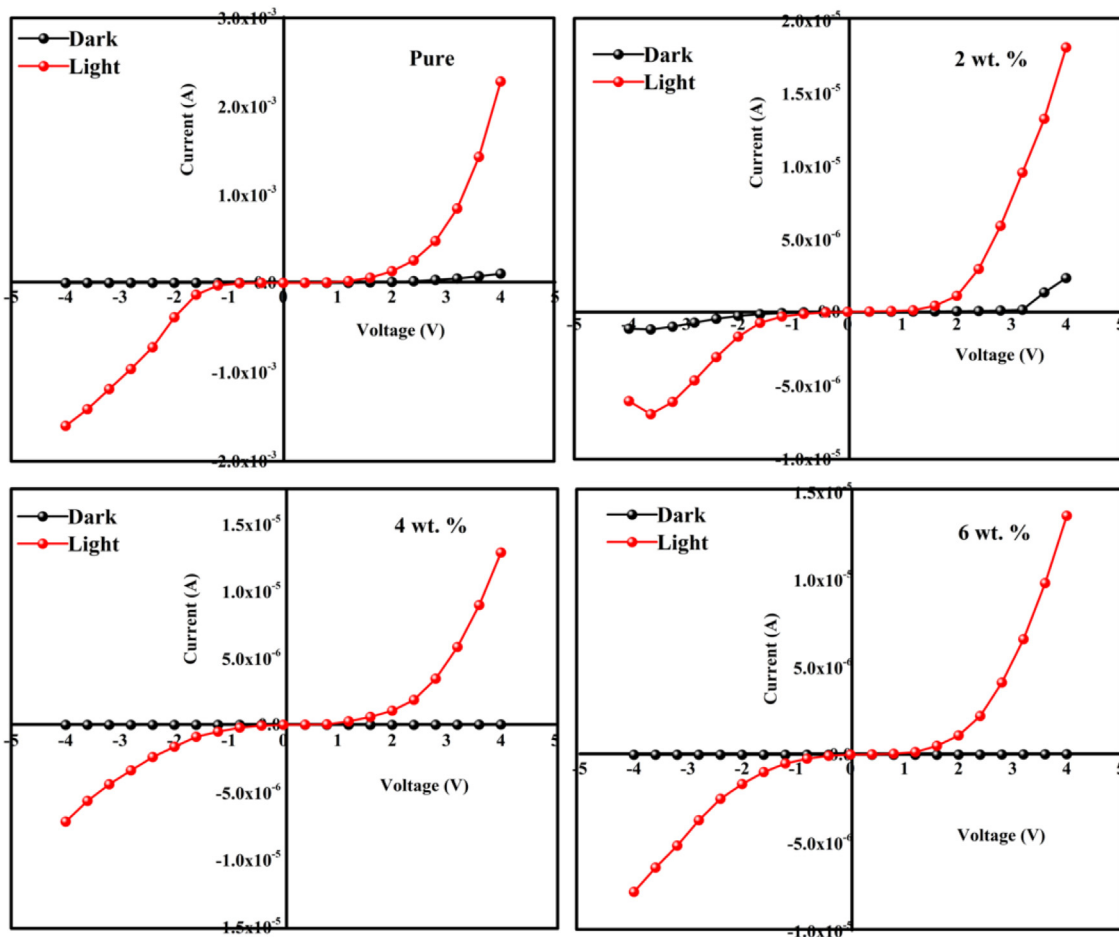 3.0x10⁻³
Dark
Light
Pure
Current (A)
2.0x10⁻³
1.0x10⁻³
0.0
-5 -4 -3 -2 -1 0 1 2 3 4 5
Voltage (V)
-1.0x10⁻³
-2.0x10⁻³
2.0x10⁻⁵
Dark
Light
2 wt. %
Current (A)
1.5x10⁻⁵
1.0x10⁻⁵
5.0x10⁻⁶
0.0
-5 -4 -3 -2 -1 0 1 2 3 4 5
Voltage (V)
-5.0x10⁻⁶
-1.0x10⁻⁵
Dark
Light
4 wt. %
Current (A)
1.5x10⁻⁵
1.0x10⁻⁵
5.0x10⁻⁶
0.0
-5 -4 -3 -2 -1 0 1 2 3 4 5
Voltage (V)
-5.0x10⁻⁶
-1.0x10⁻⁵
1.5x10⁻⁵
1.5x10⁻⁵
Dark
Light
6 wt. %
Current (A)
1.0x10⁻⁵
5.0x10⁻⁶
0.0
-5 -4 -3 -2 -1 0 1 2 3 4 5
Voltage (V)
-5.0x10⁻⁶
-1.0x10⁻⁵